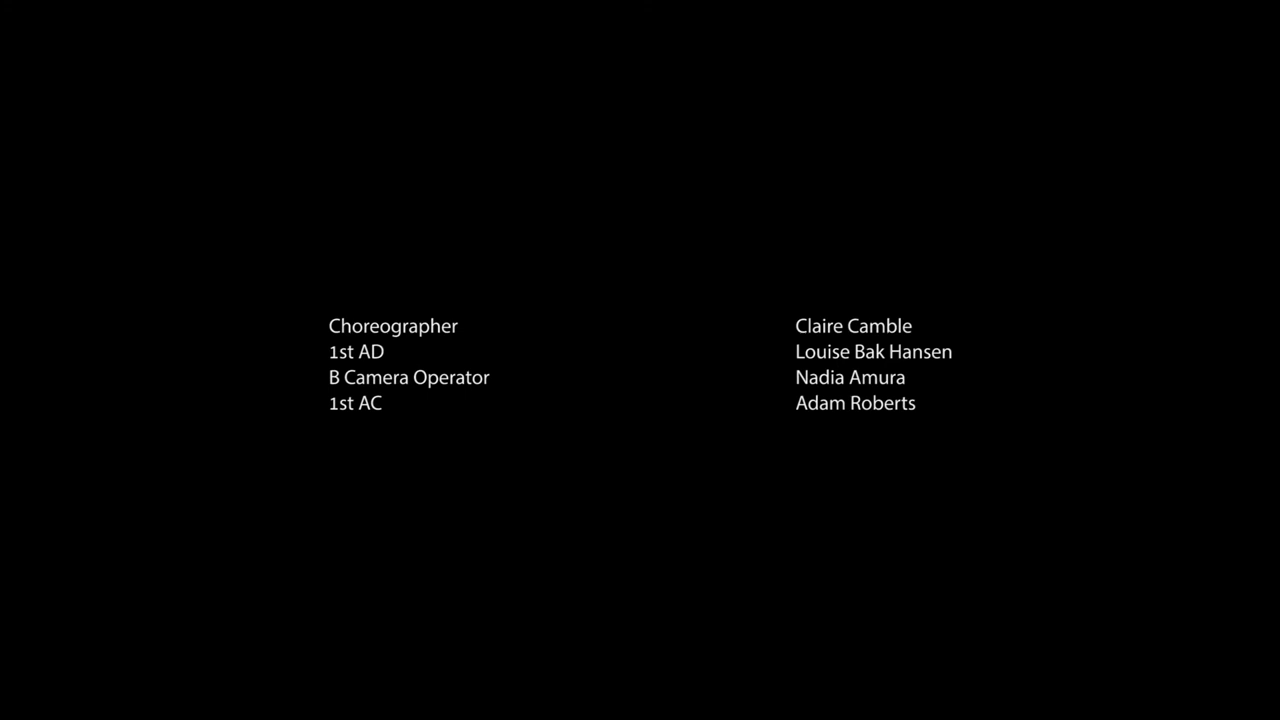 Choreographer Claire Camble
1st AD Louise Bak Hansen
B Camera Operator Nadia Amura
1st AC Adam Roberts